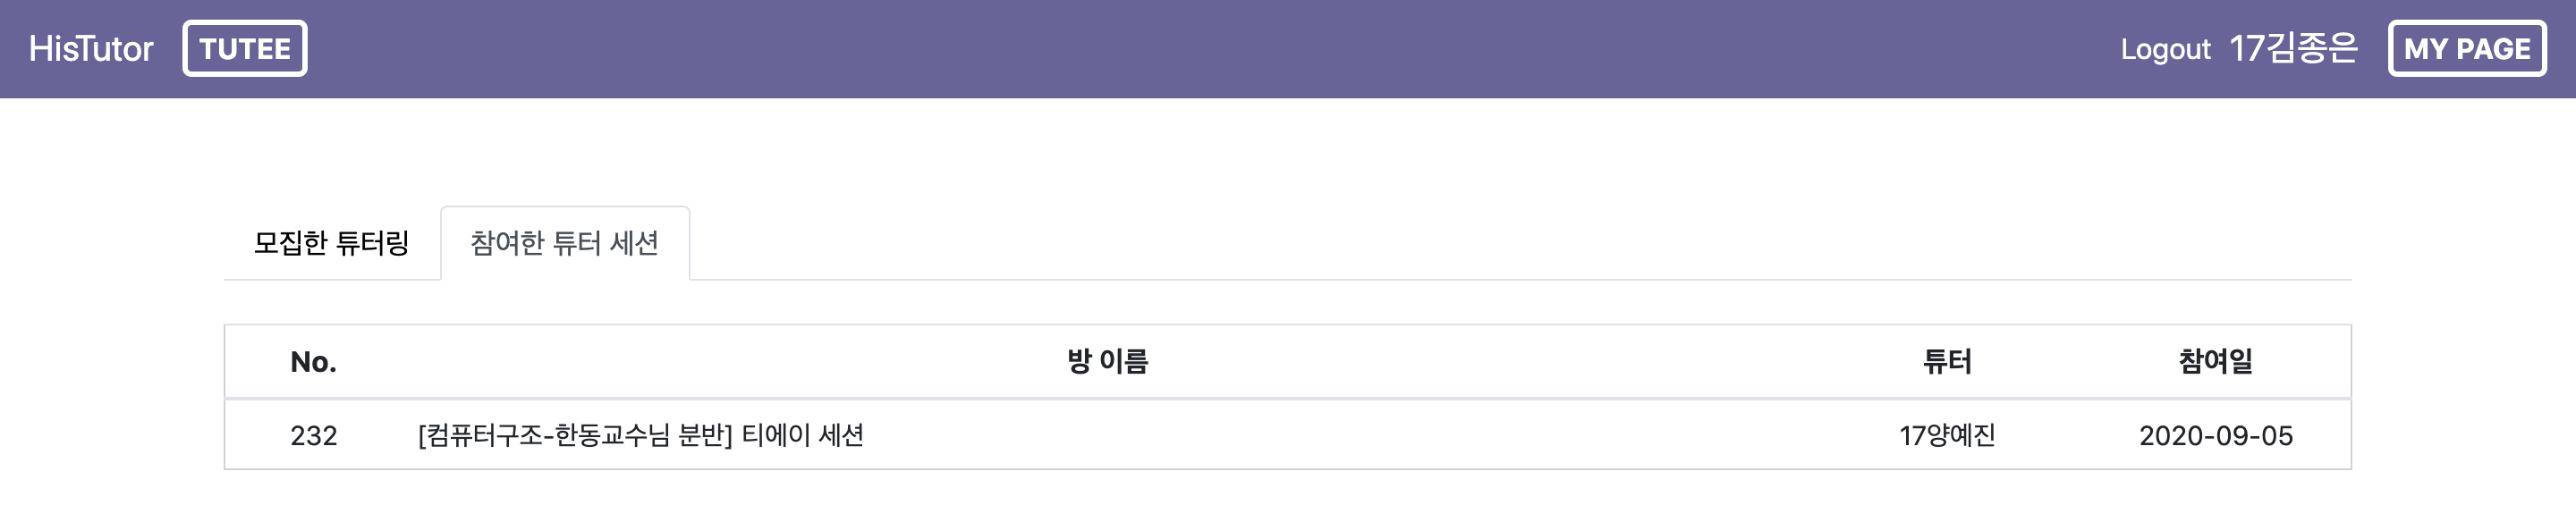 HisTutor TUTEE Logout 17김종은 MY PAGE
모집한 튜터링 참여한 튜터 세션
No. 방 이름 튜터 참여일
232 [컴퓨터구조-한동교수님 분반] 티에이 세션 17양예진 2020-09-05